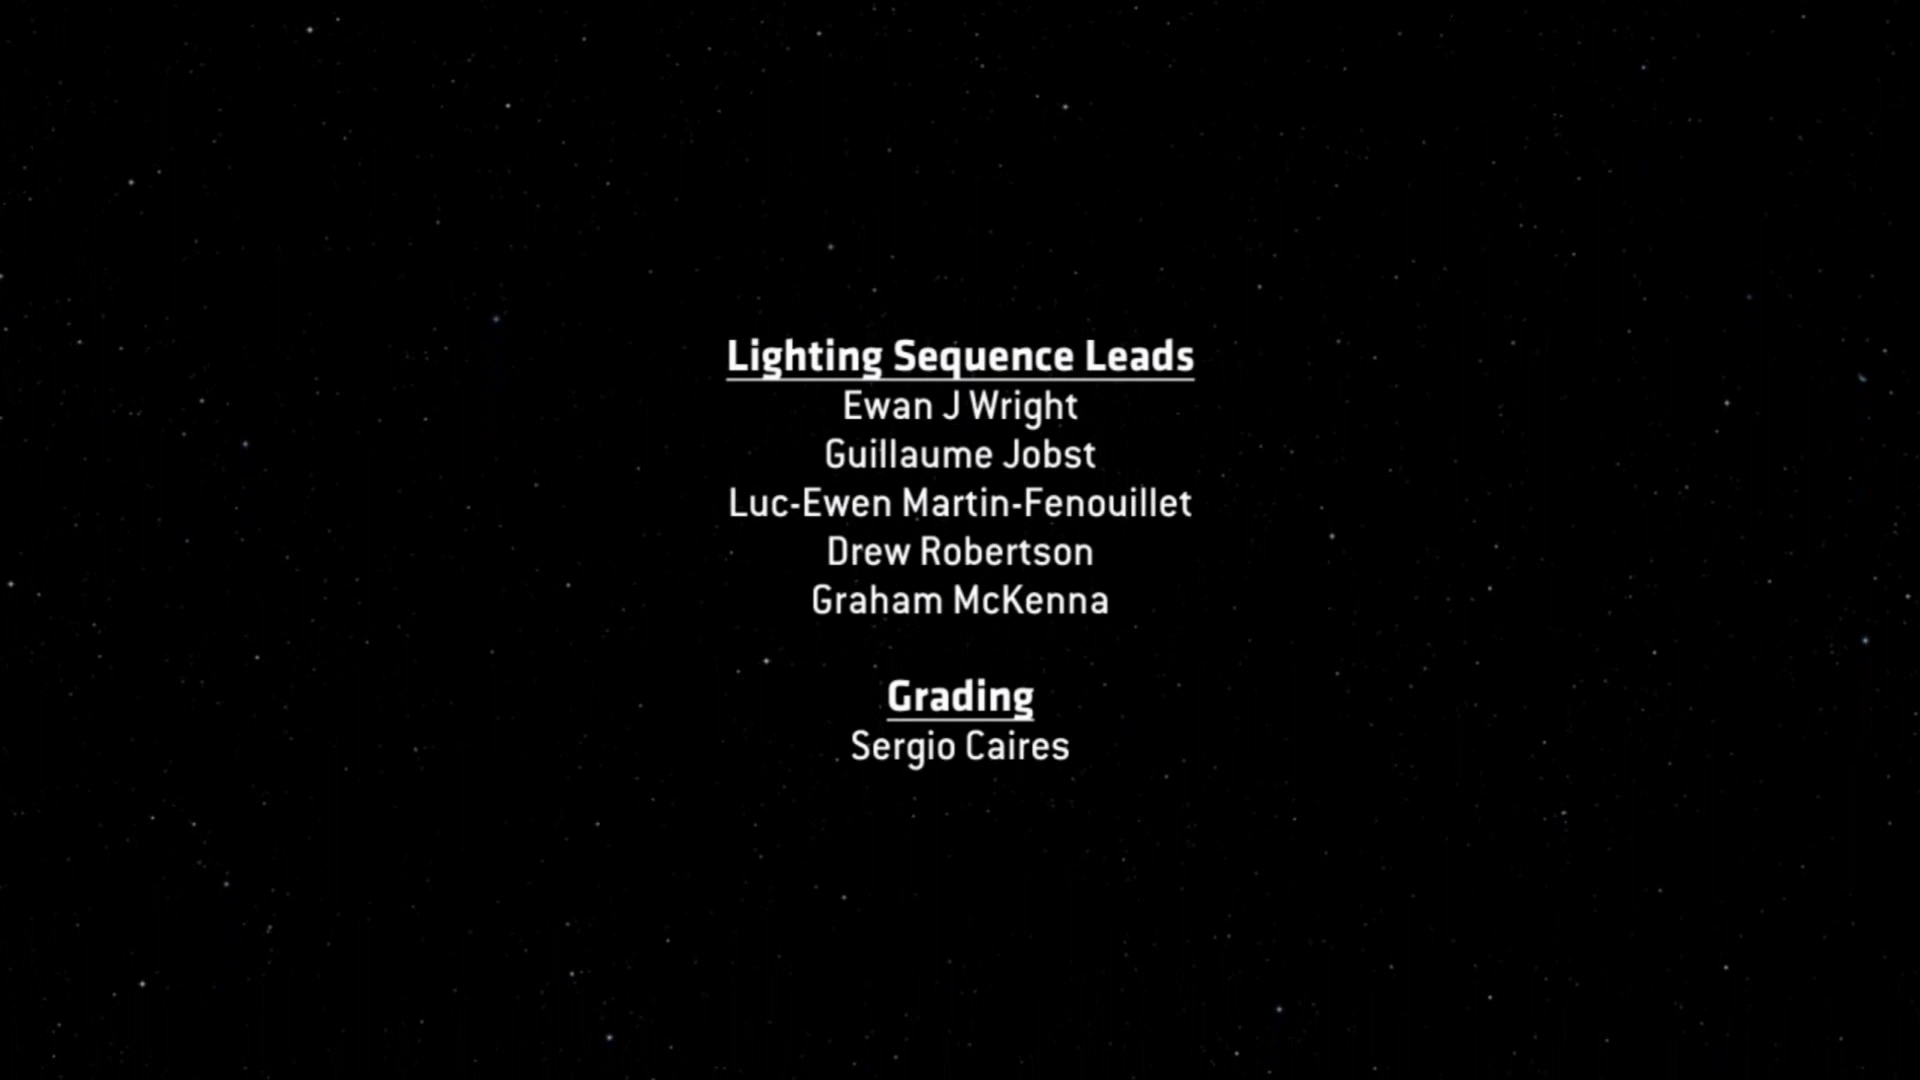 Lighting Sequence Leads
Ewan J Wright
Guillaume Jobst
Luc-Ewen Martin-Fenouillet
Drew Robertson
Graham McKenna
Grading
Sergio Caires